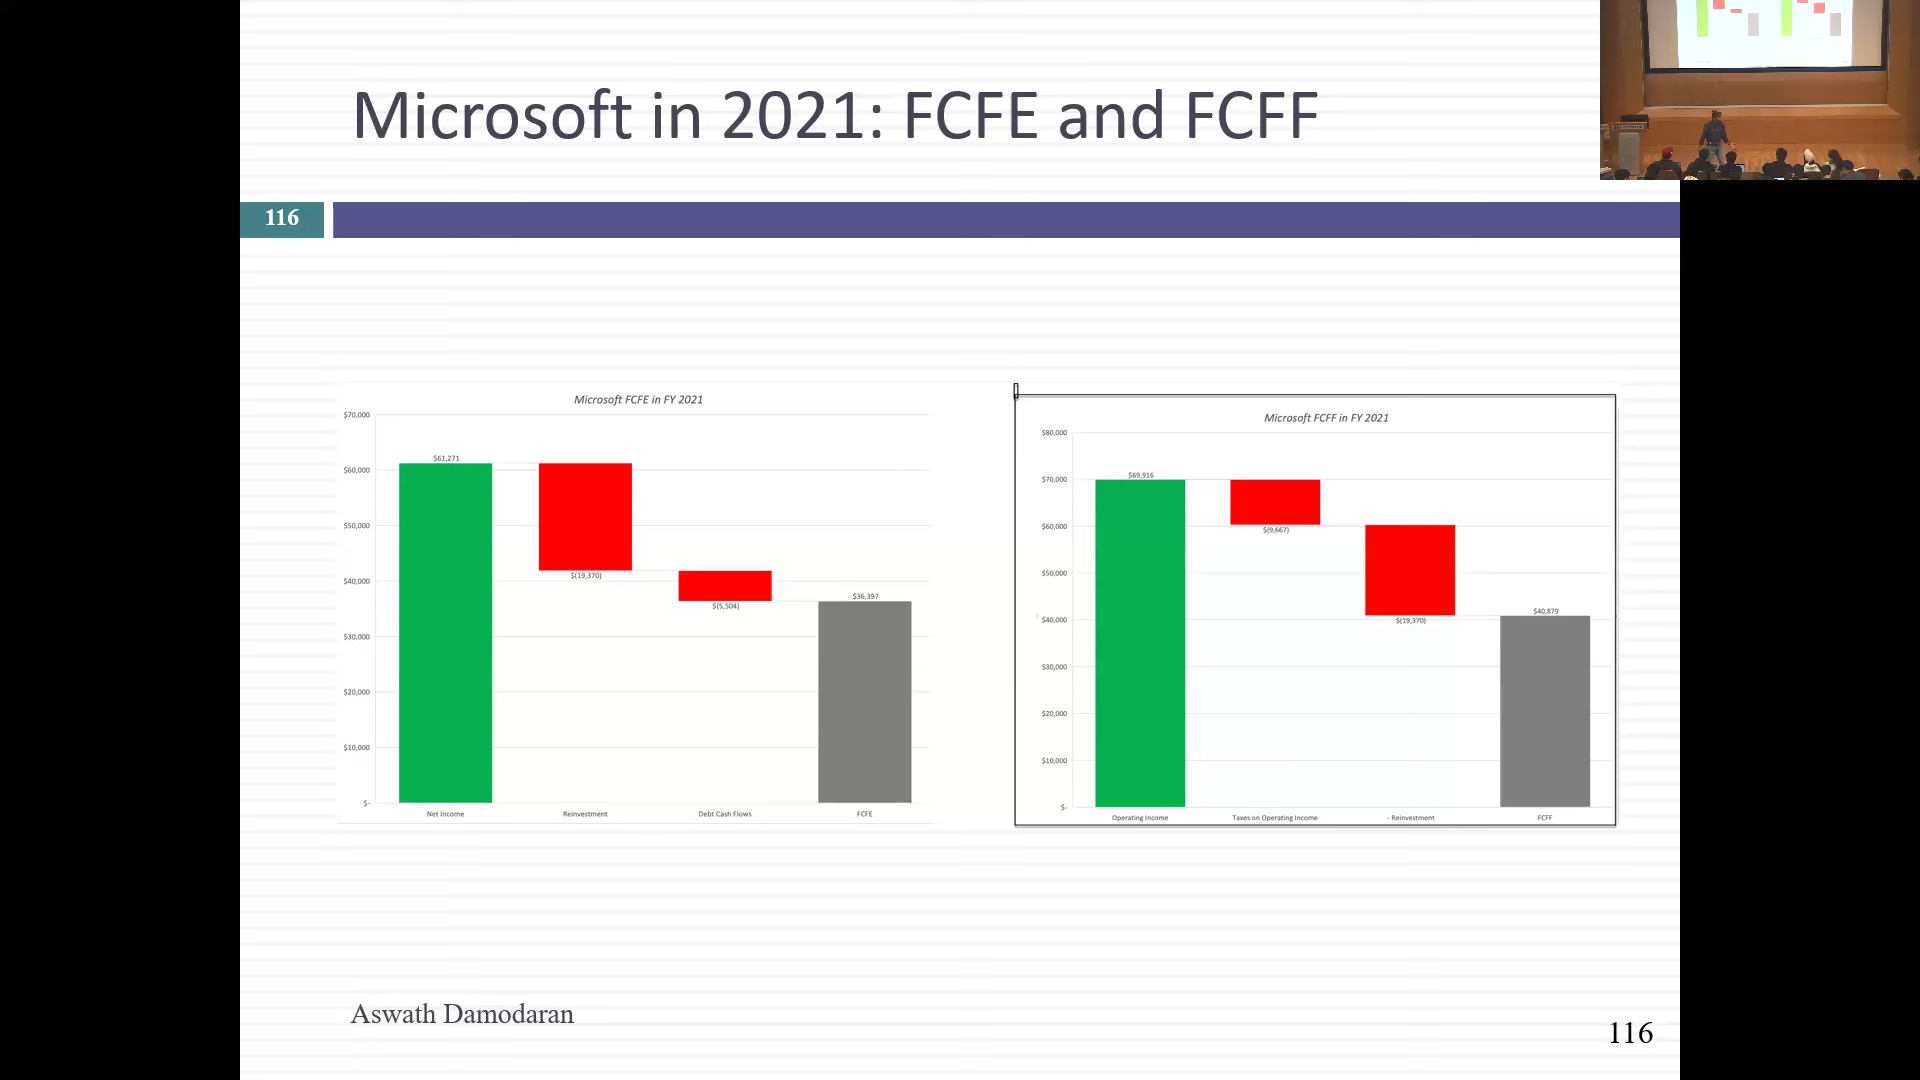 Microsoft in 2021: FCFE and FCFF
116
Microsoft FCFE in FY 2021
$70,000
$60,000
$50,000
$40,000
$30,000
$20,000
$10,000
$-
$61,271
$(19,370)
$(5,504)
$36,397
Net Income
Reinvestment
Debt Cash Flows
FCFE
Microsoft FCFF in FY 2021
$80,000
$70,000
$60,000
$50,000
$40,000
$30,000
$20,000
$10,000
$-
$69,916
$(9,667)
$(19,370)
$40,879
Operating Income
Taxes on Operating Income
- Reinvestment
FCFF
Aswath Damodaran
116